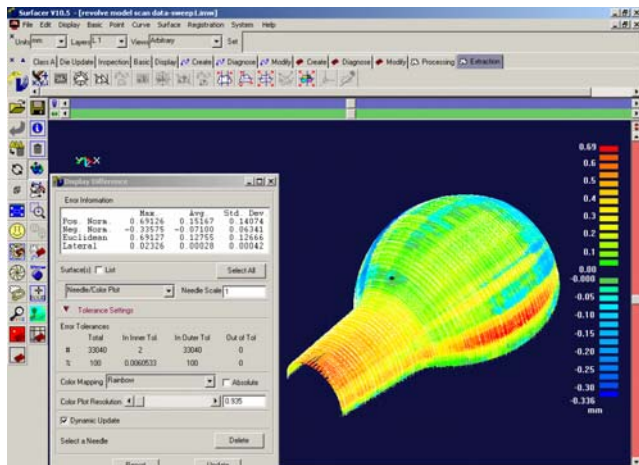 Surfacer V10.5 - [revolve model scan data-sweep1.imw]
File Edit Display Basic Point Curve Surface Registration System Help
Units mm Layers L 1 Views Arbitrary Set
Class A Die Update Inspection Basic Display Create Diagnose Modify Create Diagnose Modify Processing Extraction
Display Difference
Error Information
Max. Avg. Std. Dev
Pos. Norm. 0.69126 0.15167 0.14074
Neg. Norm. -0.33575 -0.07100 0.06341
Euclidean 0.69127 0.12755 0.12666
Lateral 0.02326 0.00028 0.00042
Surface(s) List Select All
Needle/Color Plot Needle Scale 1
Tolerance Settings
Error Tolerances
Total In Inner Tol. In Outer Tol Out of Tol
# 33040 2 33040 0
% 100 0.0060533 100 0
Color Mapping Rainbow Absolute
Color Plot Resolution 0.935
Dynamic Update
Select a Needle Delete
Report Update
0.69
0.6
0.5
0.4
0.3
0.2
0.1
0.00
-0.000
-0.05
-0.10
-0.15
-0.20
-0.25
-0.30
-0.336
mm